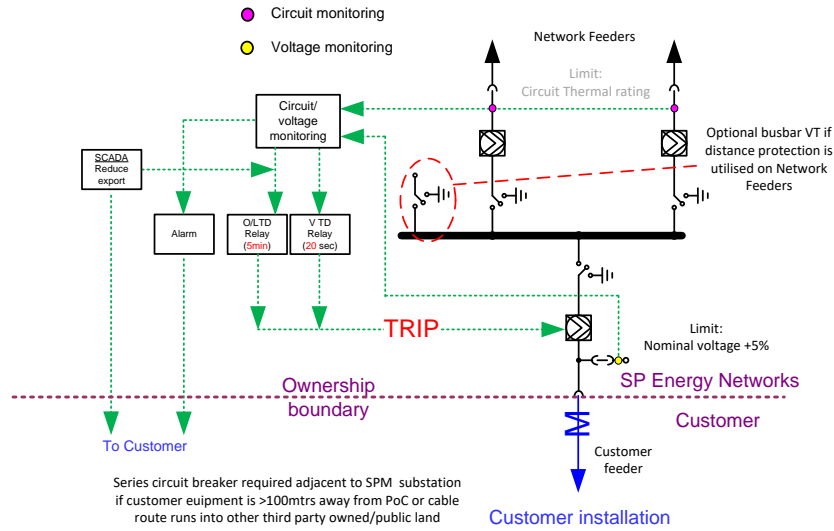 Circuit monitoring
Voltage monitoring
Network Feeders
Limit:
Circuit Thermal rating
Circuit/
voltage
monitoring
Optional busbar VT if
distance protection is
utilised on Network
Feeders
SCADA
Reduce
export
Alarm
O/LTD
Relay
(5min)
V TD
Relay
(20 sec)
TRIP
Limit:
Nominal voltage +5%
Ownership
boundary
SP Energy Networks
Customer
To Customer
M
Customer
feeder
Series circuit breaker required adjacent to SPM substation
if customer euipment is >100mtrs away from PoC or cable
route runs into other third party owned/public land
Customer installation